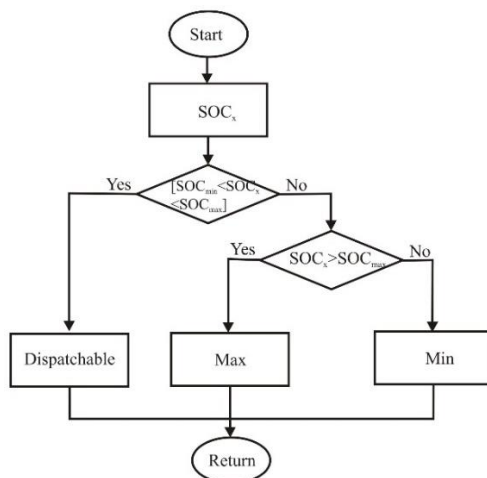 Start
SOCₓ
Yes
[SOCmin<SOCₓ
<SOCmax]
No
Yes
SOCₓ>SOCmax
No
Dispatchable
Max
Min
Return